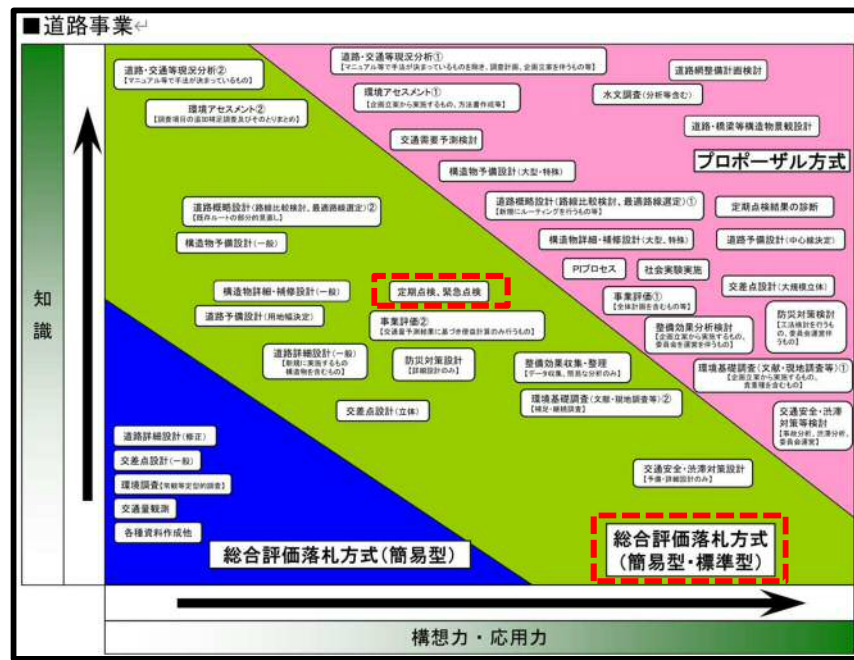 ■道路事業↵
道路・交通等現況分析②
【マニュアル等で手法が決まっているもの】
道路・交通等現況分析①
【マニュアル等で手法が決まっているものを除き、調査計画、企画立案を伴うもの等】
道路網整備計画検討
環境アセスメント②
【調査項目の追加補足調査及びそのとりまとめ】
環境アセスメント①
【企画立案から実施するもの、方法書作成等】
水文調査(分析等含む)
交通需要予測検討
道路・橋梁等構造物景観設計
構造物予備設計(大型・特殊)
プロポーザル方式
道路概略設計(路線比較検討、最適路線選定)②
【既存ルートの部分的見直し】
道路概略設計(路線比較検討、最適路線選定)①
【新規にルーティングを行うもの等】
定期点検結果の診断
構造物予備設計(一般)
構造物詳細・補修設計(大型、特殊)
道路予備設計(中心線決定)
PIプロセス
社会実験実施
構造物詳細・補修設計(一般)
定期点検、緊急点検
交差点設計(大規模立体)
知
識
事業評価①
【全体計画を含むもの等】
道路予備設計(用地幅決定)
事業評価②
【交通量予測結果に基づき便益計算のみ行うもの】
防災対策検討
【工法検討を行うもの、委員会運営伴うもの】
整備効果分析検討
【企画立案から実施するもの、
委員会を運営を伴うもの】
道路詳細設計(一般)
【新規に実施するもの
構造物を含むもの】
防災対策設計
【詳細設計のみ】
整備効果収集・整理
【データ収集、簡易な分析のみ】
環境基礎調査(文献・現地調査等)①
【企画立案から実施するもの、
貴重種を含むもの】
環境基礎調査(文献・現地調査等)②
【補足・継続調査】
交差点設計(立体)
交通安全・渋滞
対策等検討
【事故分析、渋滞分析、
委員会運営】
道路詳細設計(修正)
交差点設計(一般)
交通安全・渋滞対策設計
【予備・詳細設計のみ】
環境調査【常観等定型的調査】
交通量観測
各種資料作成他
総合評価落札方式(簡易型)
総合評価落札方式
(簡易型・標準型)
構想力・応用力